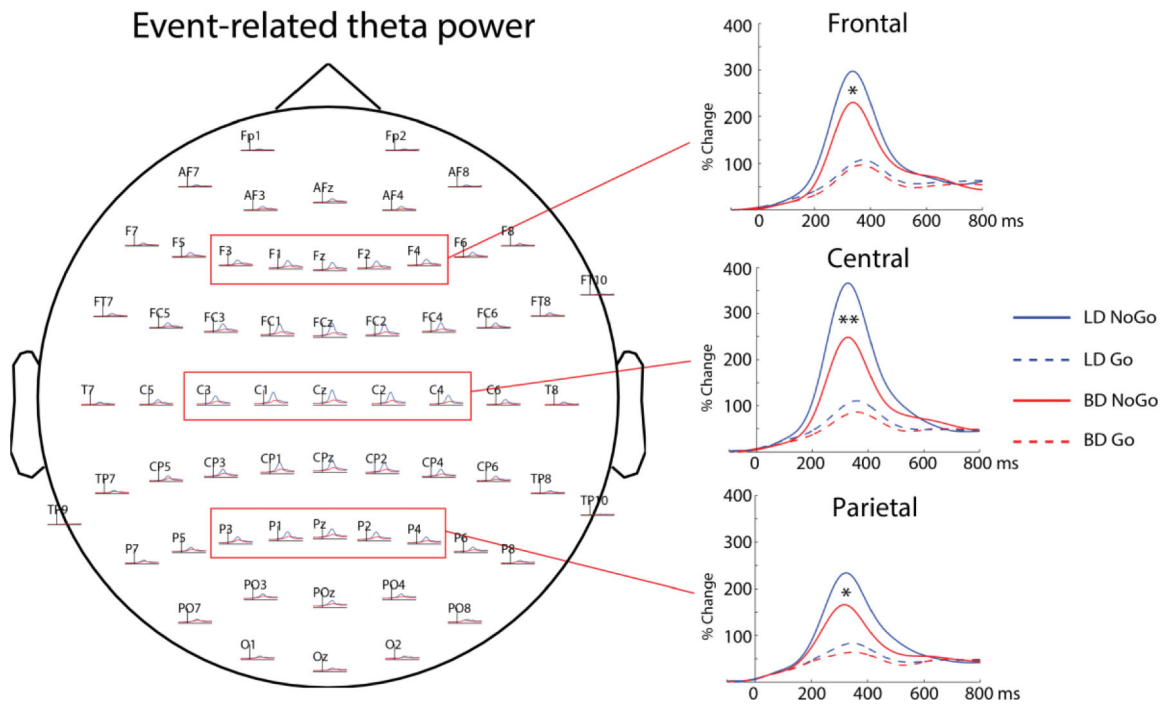 Event-related theta power
Fp1 Fp2
AF7 AF8
AF3 AFz AF4
F7 F8
F5 F3 F1 Fz F2 F4 F6
FT10
FT7 FT8
FC5 FC3 FC1 FCz FC2 FC4 FC6
T7 C5 C3 C1 Cz C2 C4 C6 T8
CP5 CP3 CP1 CPz CP2 CP4 CP6
TP7 TP8
TP9 TP10
P7 P5 P3 P1 Pz P2 P4 P6 P8
PO3 POz PO4
PO7 PO8
O1 Oz O2
Frontal
% Change
400
300
200
100
*
0 200 400 600 800 ms
Central
% Change
400
300
200
100
**
0 200 400 600 800 ms
LD NoGo
LD Go
BD NoGo
BD Go
Parietal
% Change
400
300
200
100
*
0 200 400 600 800 ms